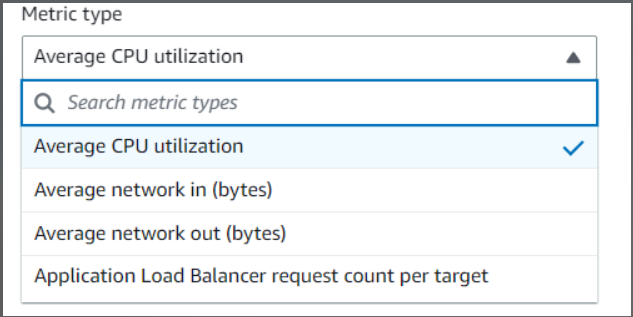 Metric type
Average CPU utilization
Search metric types
Average CPU utilization
Average network in (bytes)
Average network out (bytes)
Application Load Balancer request count per target